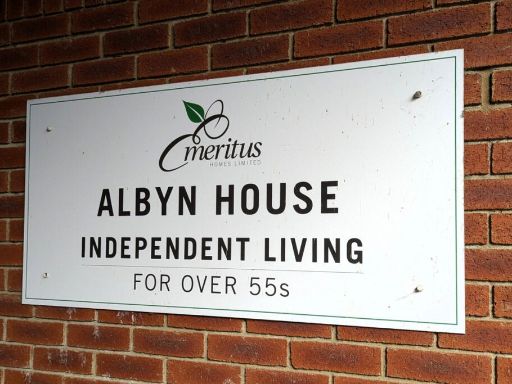 emeritus
HOMES LIMITED
ALBYN HOUSE
INDEPENDENT LIVING
FOR OVER 55s